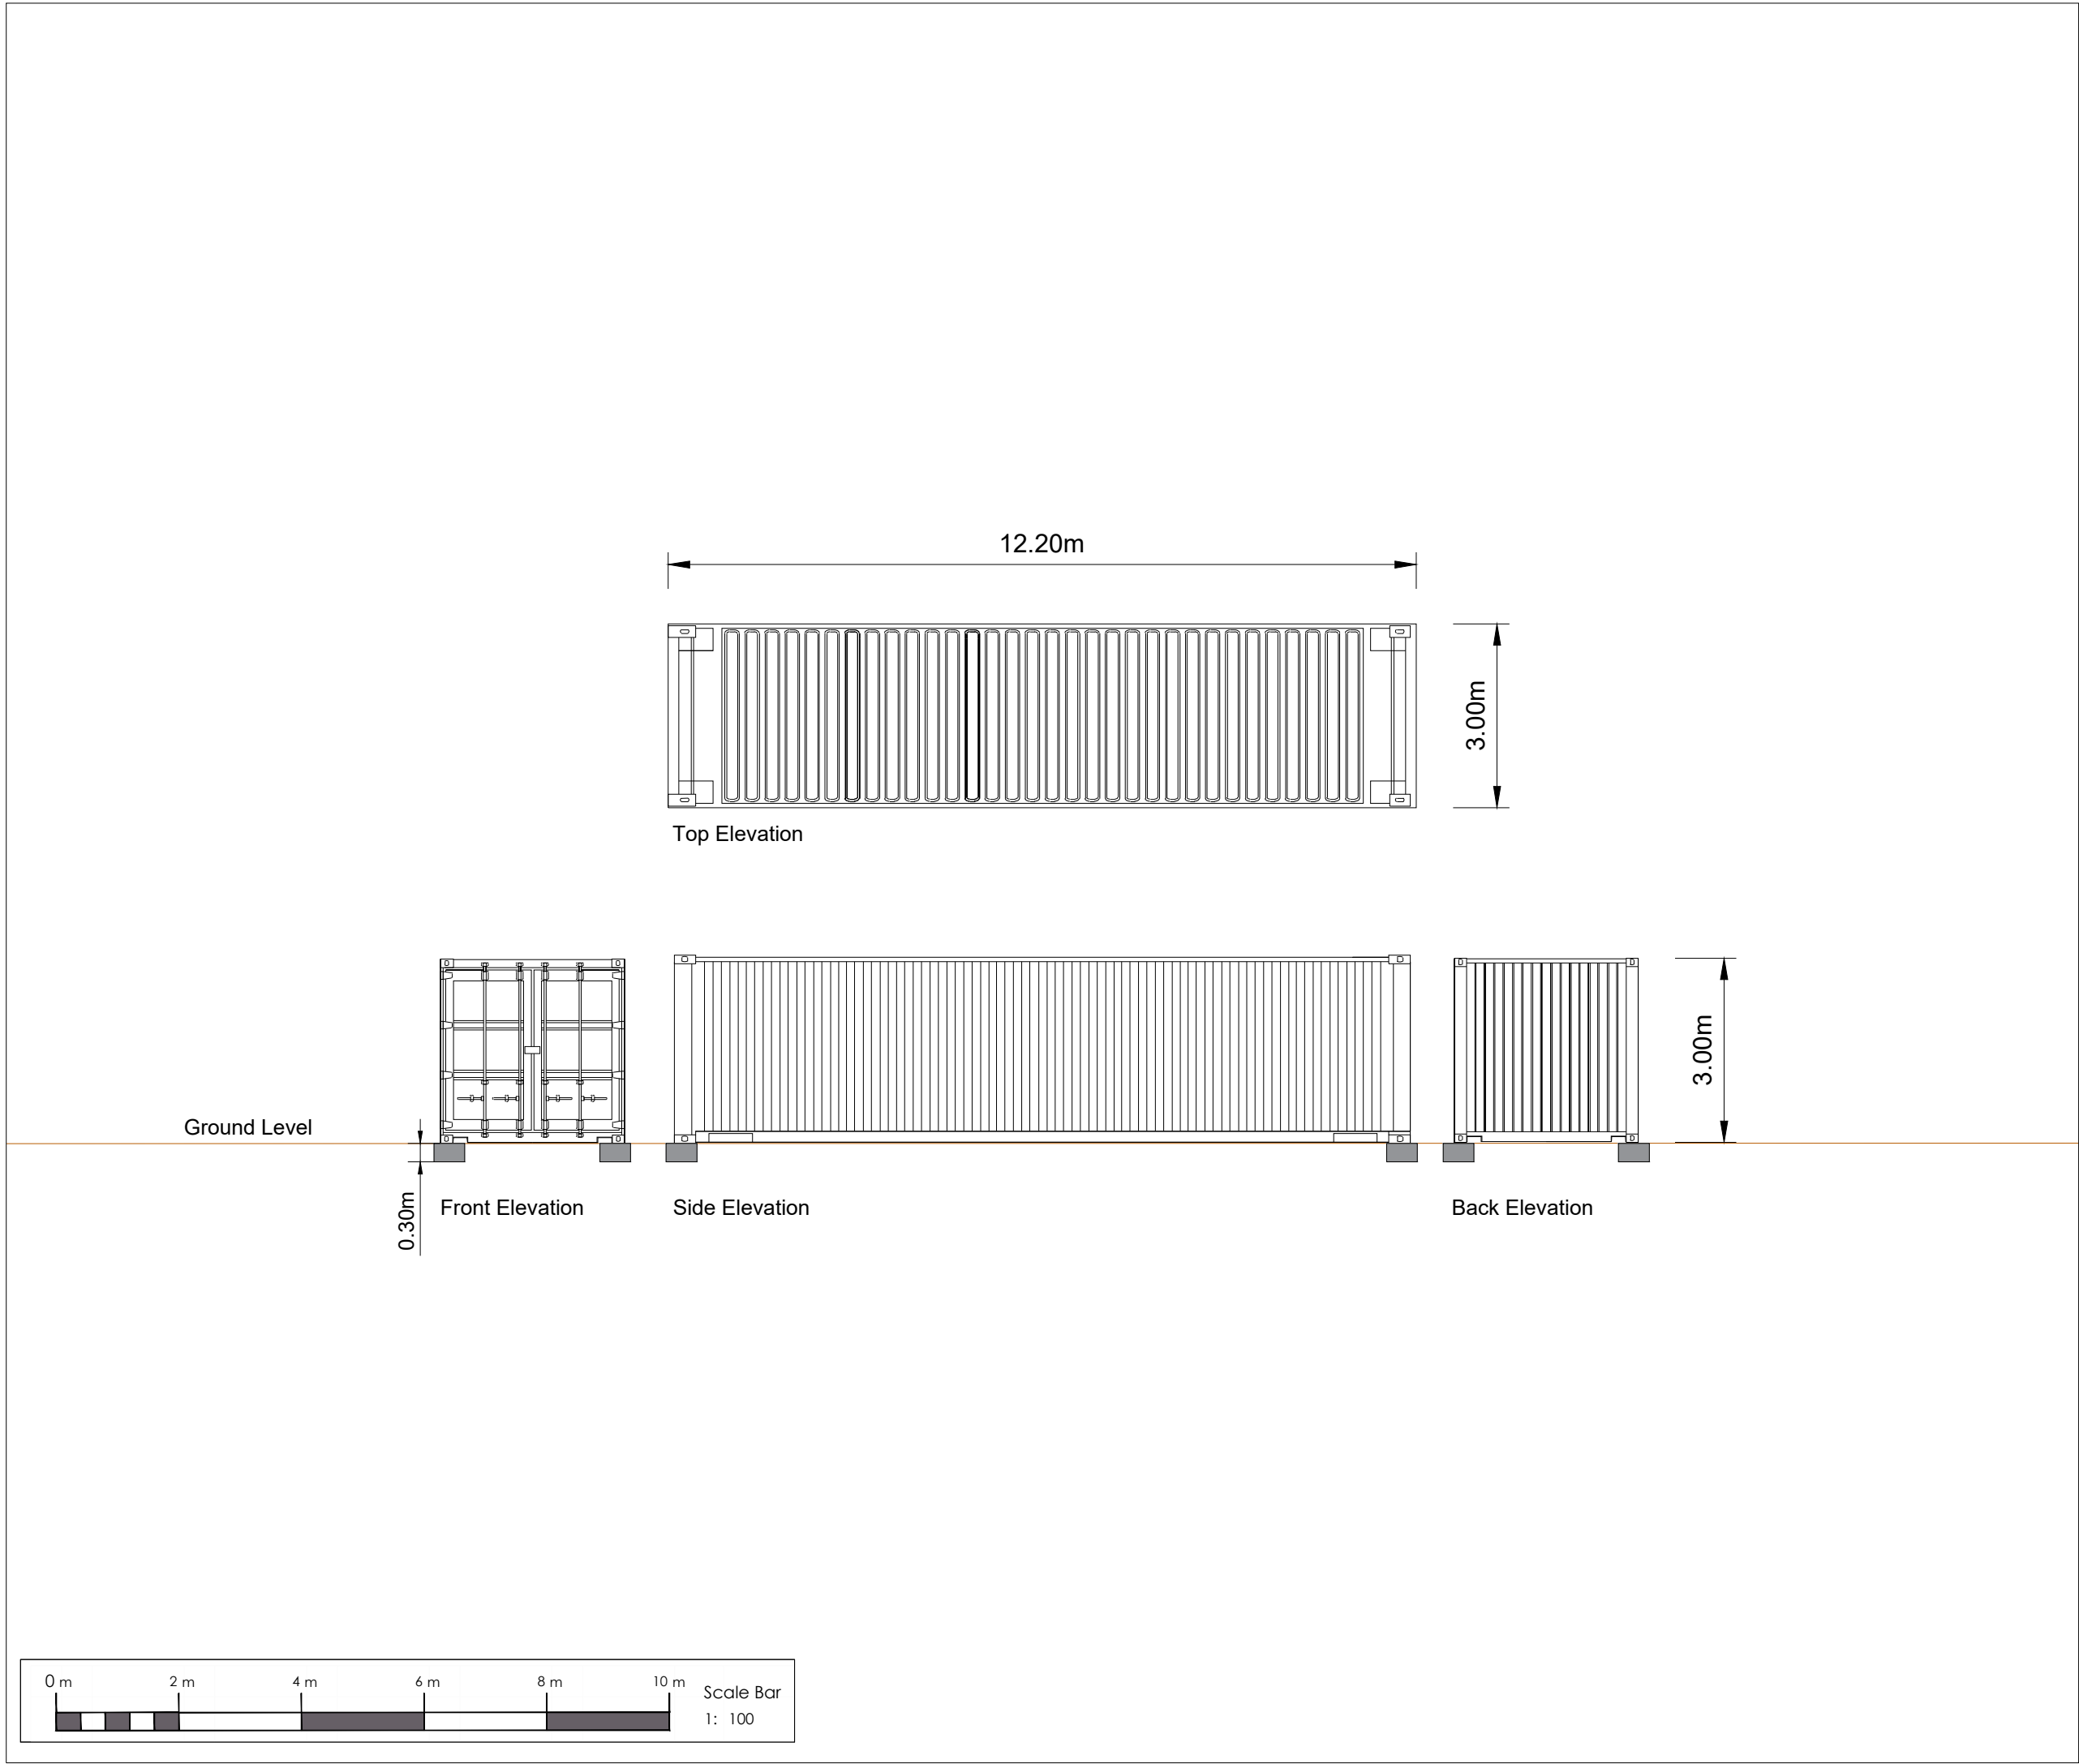 12.20m
3.00m
Top Elevation
3.00m
Ground Level
0.30m
Front Elevation
Side Elevation
Back Elevation
0 m
2 m
4 m
6 m
8 m
10 m
Scale Bar
1: 100